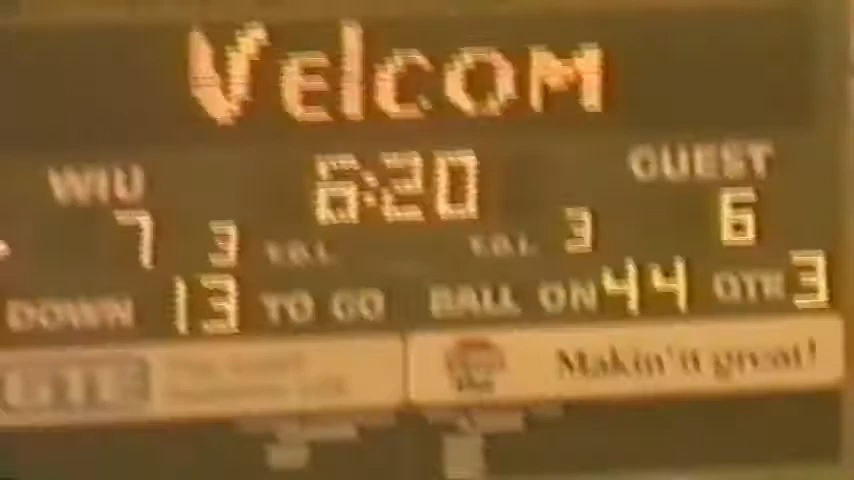 Velcom
WIU 6:20 GUEST
7 3 T.O.L. T.O.L. 3 6
DOWN 13 TO GO BALL ON 44 QTR 3
GTE Makin' it great!